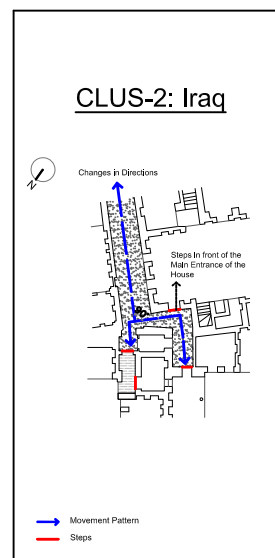 CLUS-2: Iraq
N
Changes in Directions
Steps In front of the
Main Entrance of the
House
Movement Pattern
Steps